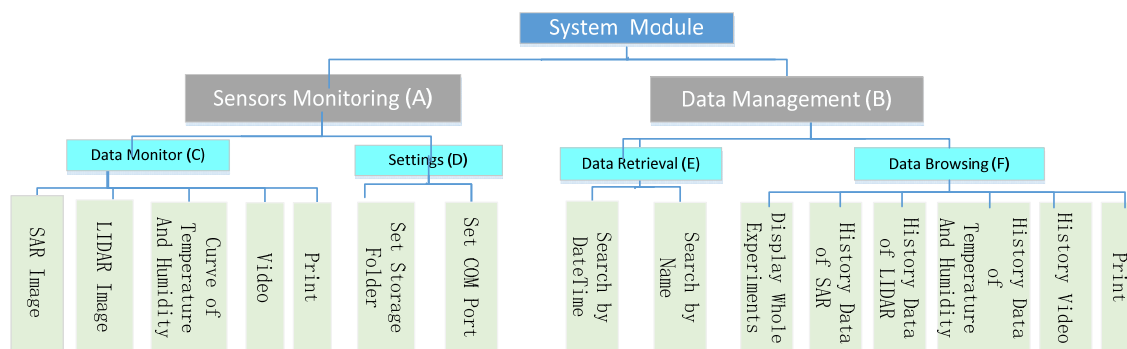 System Module
Sensors Monitoring (A)
Data Management (B)
Data Monitor (C)
Settings (D)
Data Retrieval (E)
Data Browsing (F)
SAR Image
LIDAR Image
Curve of
Temperature
And Humidity
Video
Print
Set Storage
Folder
Set COM Port
Search by
DateTime
Search by
Name
Display Whole
Experiments
History Data
of SAR
History Data
of LIDAR
History Data
of
Temperature
And Humidity
History Video
Print